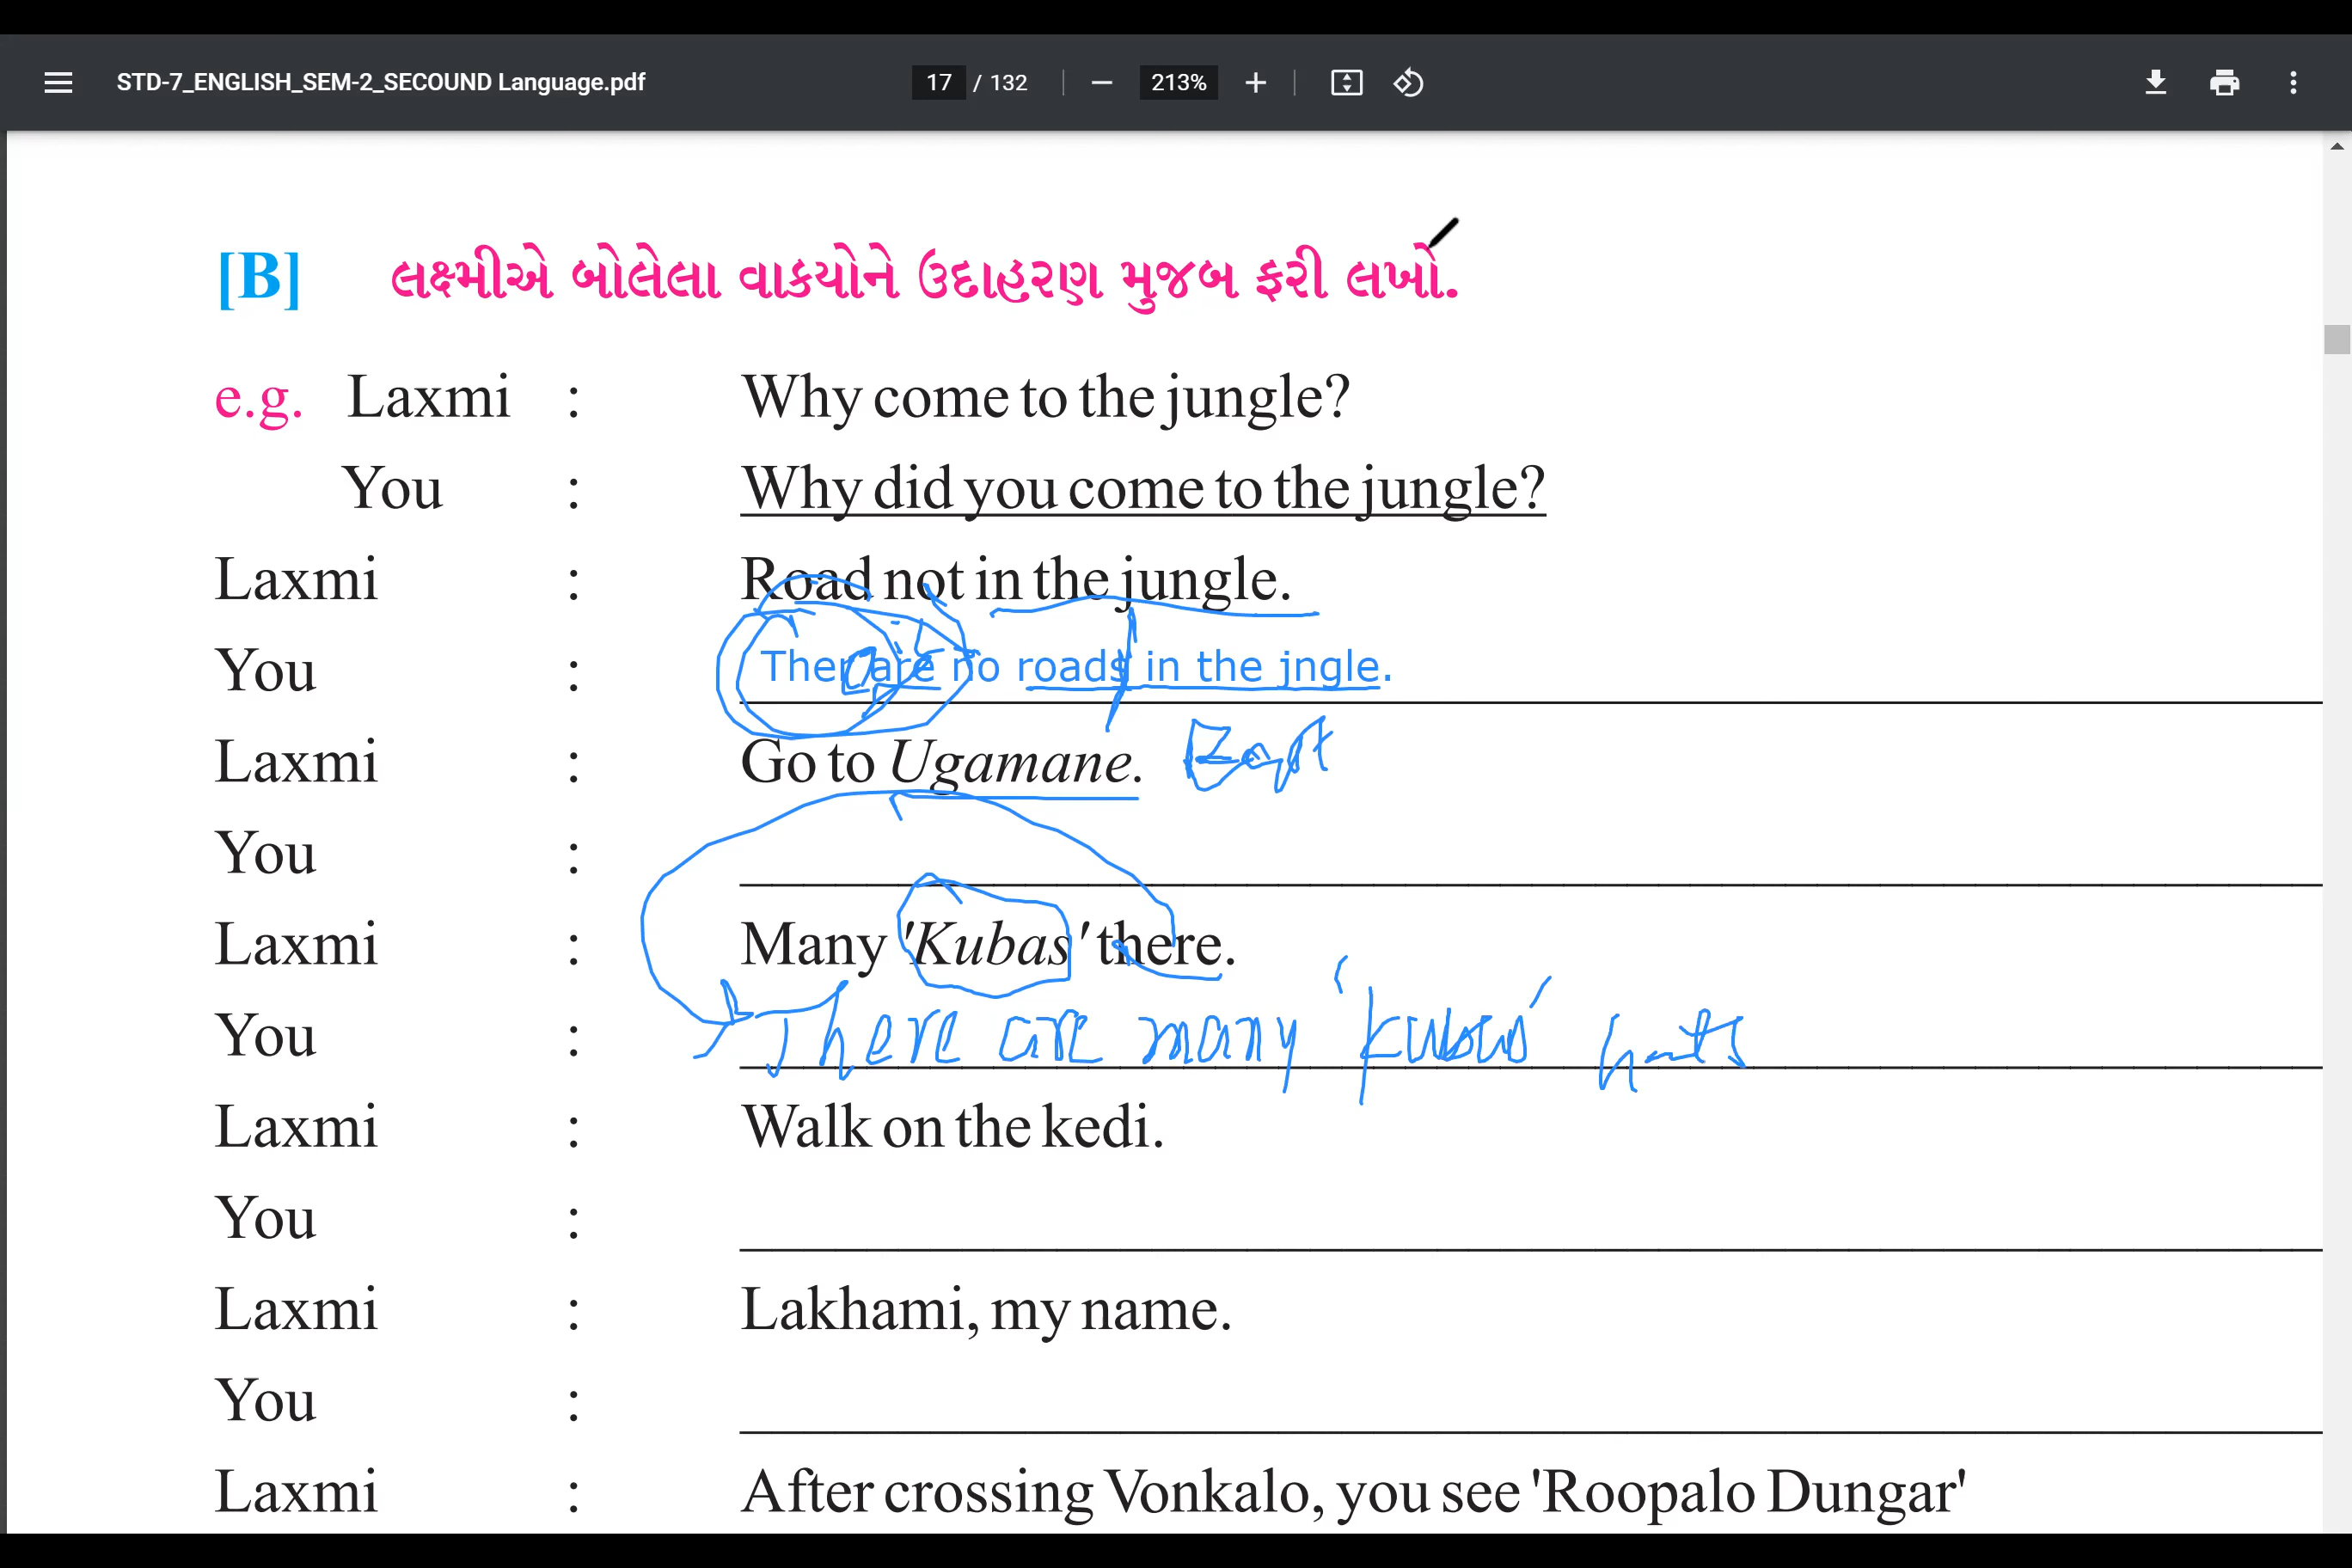 STD-7_ENGLISH_SEM-2_SECOUND Language.pdf 17 / 132 213%
[B] લક્ષ્મીએ બોલેલા વાક્યોને ઉદાહરણ મુજબ ફરી લખો.
e.g. Laxmi : Why come to the jungle?
You : Why did you come to the jungle?
Laxmi : Road not in the jungle.
You : There are no roads in the jngle.
Laxmi : Go to Ugamane. East
You :
Laxmi : Many 'Kubas' there.
You : There are many 'kubas' huts
Laxmi : Walk on the kedi.
You :
Laxmi : Lakhami, my name.
You :
Laxmi : After crossing Vonkalo, you see 'Roopalo Dungar'